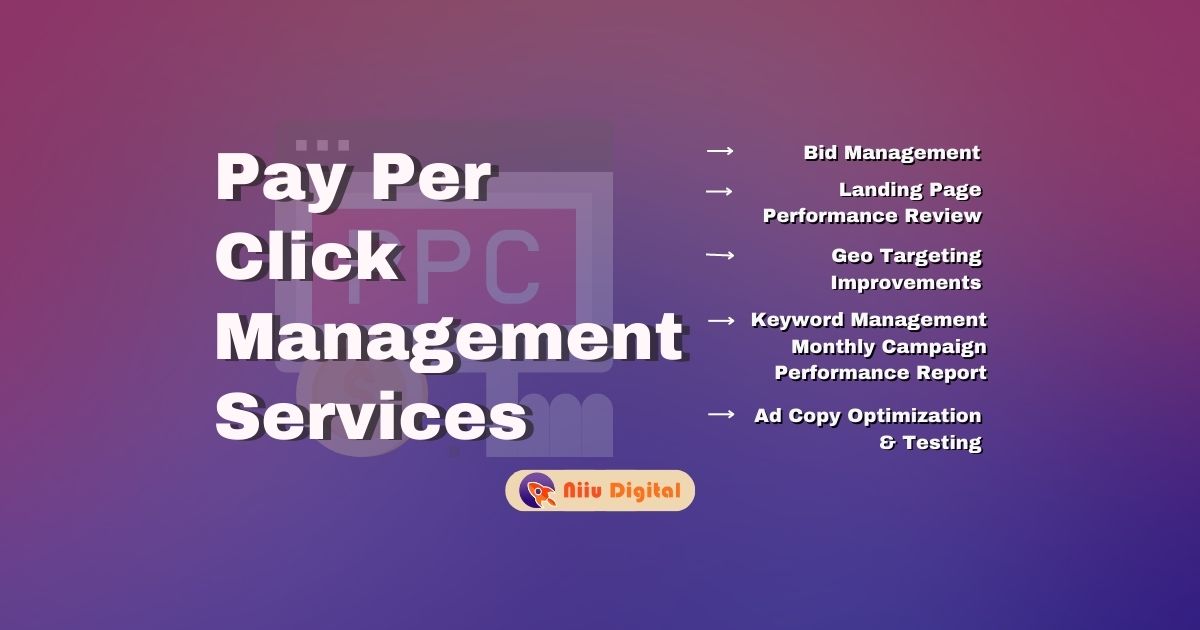 Pay Per
Click
Management
Services
PPC
$
Bid Management
Landing Page
Performance Review
Geo Targeting
Improvements
Keyword Management
Monthly Campaign
Performance Report
Ad Copy Optimization
& Testing
Niiu Digital